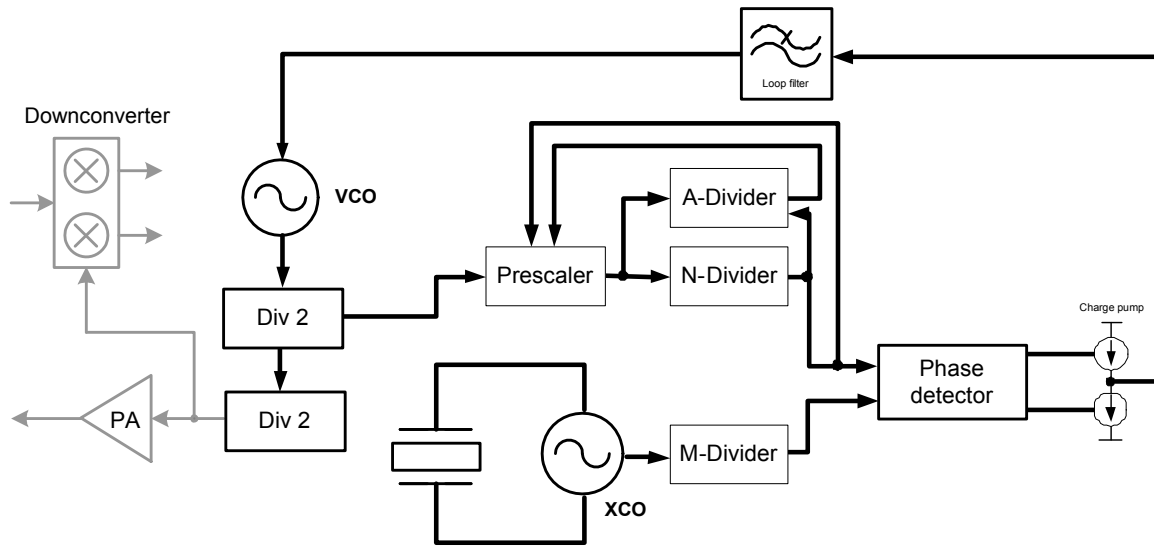 Loop filter
Downconverter
VCO
A-Divider
Prescaler
N-Divider
Div 2
Charge pump
Phase
detector
Div 2
PA
M-Divider
XCO